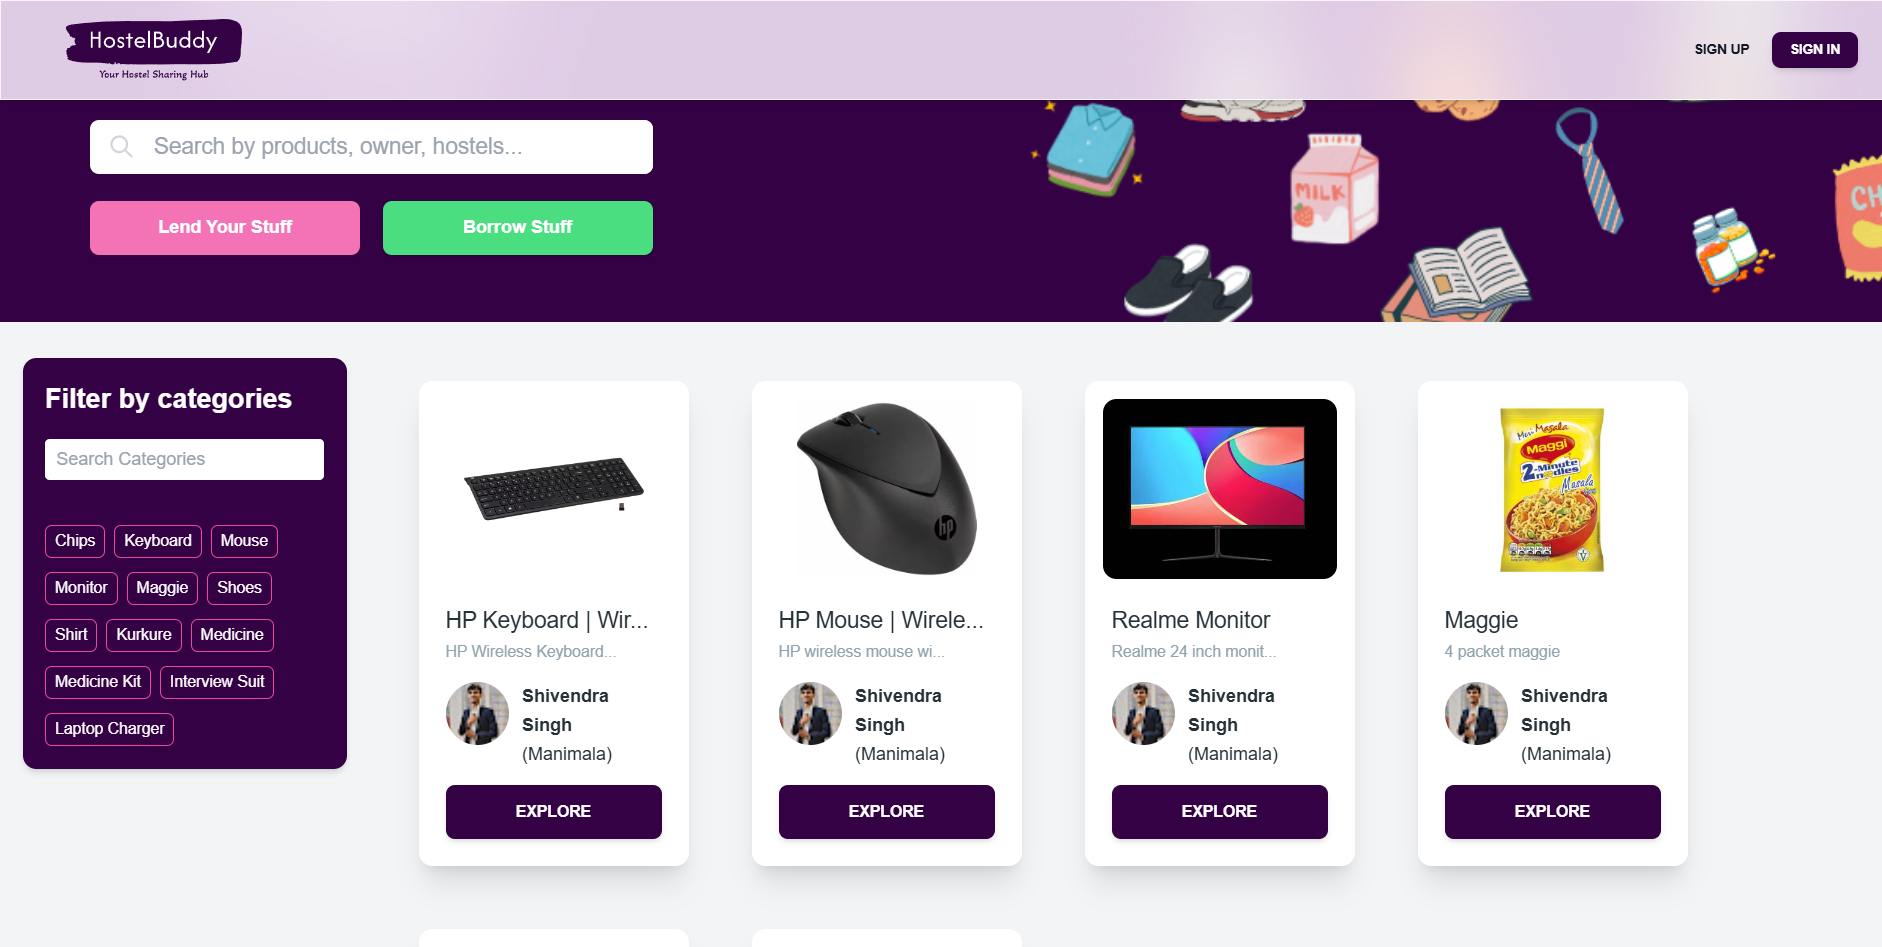 HostelBuddy
Your Hostel Sharing Hub
SIGN UP
SIGN IN
Search by products, owner, hostels...
Lend Your Stuff
Borrow Stuff
MILK
CH
Filter by categories
Search Categories
Chips
Keyboard
Mouse
Monitor
Maggie
Shoes
Shirt
Kurkure
Medicine
Medicine Kit
Interview Suit
Laptop Charger
HP Keyboard | Wir...
HP Wireless Keyboard...
Shivendra
Singh
(Manimala)
EXPLORE
hp
HP Mouse | Wirele...
HP wireless mouse wi...
Shivendra
Singh
(Manimala)
EXPLORE
Realme Monitor
Realme 24 inch monit...
Shivendra
Singh
(Manimala)
EXPLORE
Meri Masala
Maggi
2-Minute
noodles
Masala
Maggie
4 packet maggie
Shivendra
Singh
(Manimala)
EXPLORE